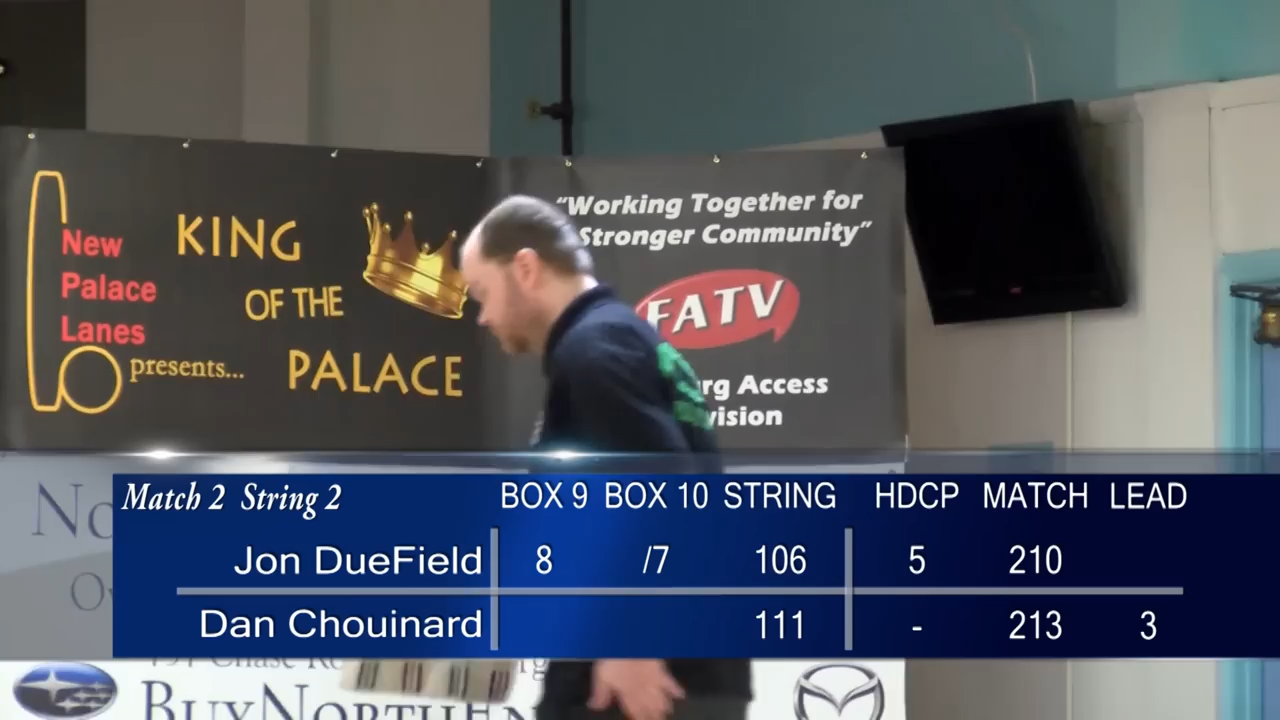 New
Palace
Lanes
presents...
KING
OF THE
PALACE
"Working Together for
Stronger Community"
FATV
Access
Match 2 String 2 BOX 9 BOX 10 STRING HDCP MATCH LEAD
Jon DueField 8 /7 106 5 210
Dan Chouinard 111 - 213 3